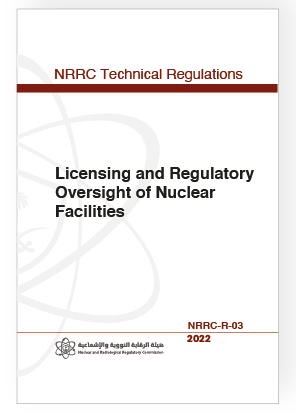 NRRC Technical Regulations
Licensing and Regulatory
Oversight of Nuclear
Facilities
NRRC-R-03
2022
هيئة الرقابة النووية والإشعاعية
Nuclear and Radiological Regulatory Commission